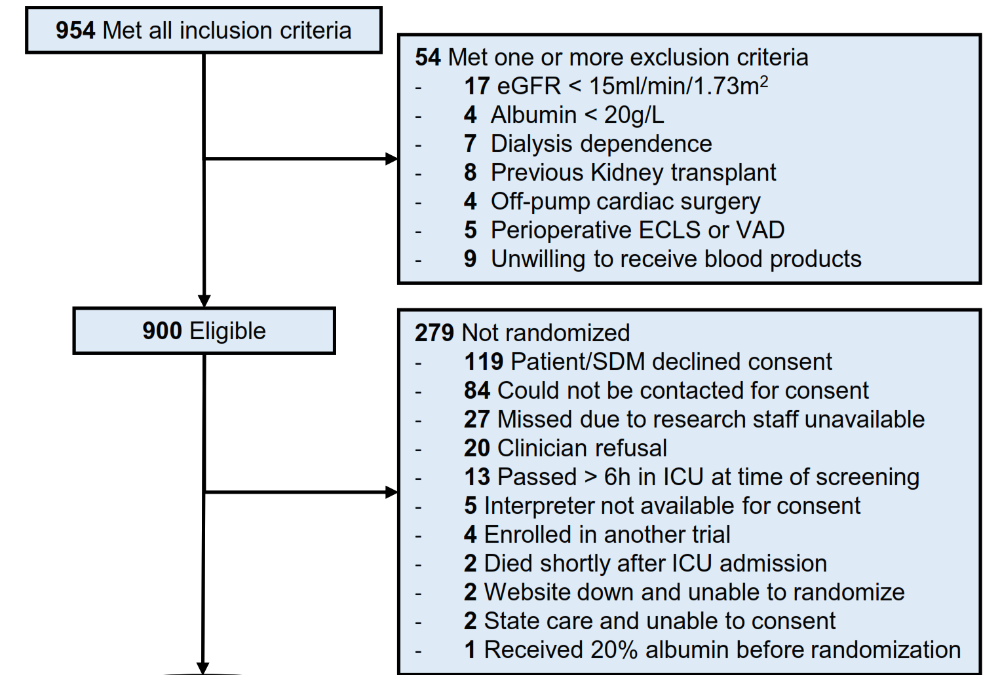 954 Met all inclusion criteria
54 Met one or more exclusion criteria
- 17 eGFR < 15ml/min/1.73m²
- 4 Albumin < 20g/L
- 7 Dialysis dependence
- 8 Previous Kidney transplant
- 4 Off-pump cardiac surgery
- 5 Perioperative ECLS or VAD
- 9 Unwilling to receive blood products
900 Eligible
279 Not randomized
- 119 Patient/SDM declined consent
- 84 Could not be contacted for consent
- 27 Missed due to research staff unavailable
- 20 Clinician refusal
- 13 Passed > 6h in ICU at time of screening
- 5 Interpreter not available for consent
- 4 Enrolled in another trial
- 2 Died shortly after ICU admission
- 2 Website down and unable to randomize
- 2 State care and unable to consent
- 1 Received 20% albumin before randomization